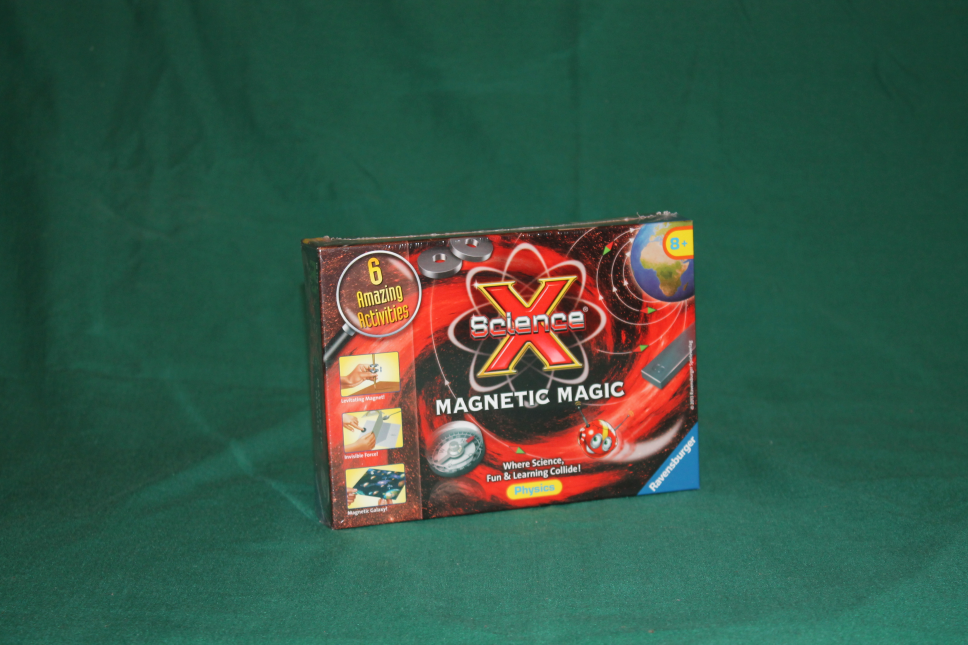 6
Amazing
Activities
8+
Science®
X
MAGNETIC MAGIC
Levitating Magnet!
Invisible Force!
Magnetic Galaxy!
Where Science,
Fun & Learning Collide!
Physics
Ravensburger